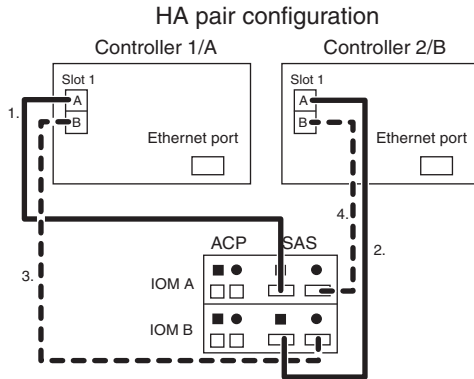 HA pair configuration
Controller 1/A
Controller 2/B
Slot 1
Slot 1
A
A
1.
B
B
Ethernet port
Ethernet port
4.
ACP
SAS
2.
3.
IOM A
IOM B